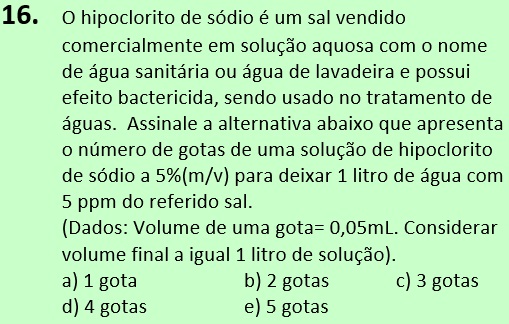 16. O hipoclorito de sódio é um sal vendido
comercialmente em solução aquosa com o nome
de água sanitária ou água de lavadeira e possui
efeito bactericida, sendo usado no tratamento de
águas. Assinale a alternativa abaixo que apresenta
o número de gotas de uma solução de hipoclorito
de sódio a 5%(m/v) para deixar 1 litro de água com
5 ppm do referido sal.
(Dados: Volume de uma gota= 0,05mL. Considerar
volume final a igual 1 litro de solução).
a) 1 gota b) 2 gotas c) 3 gotas
d) 4 gotas e) 5 gotas